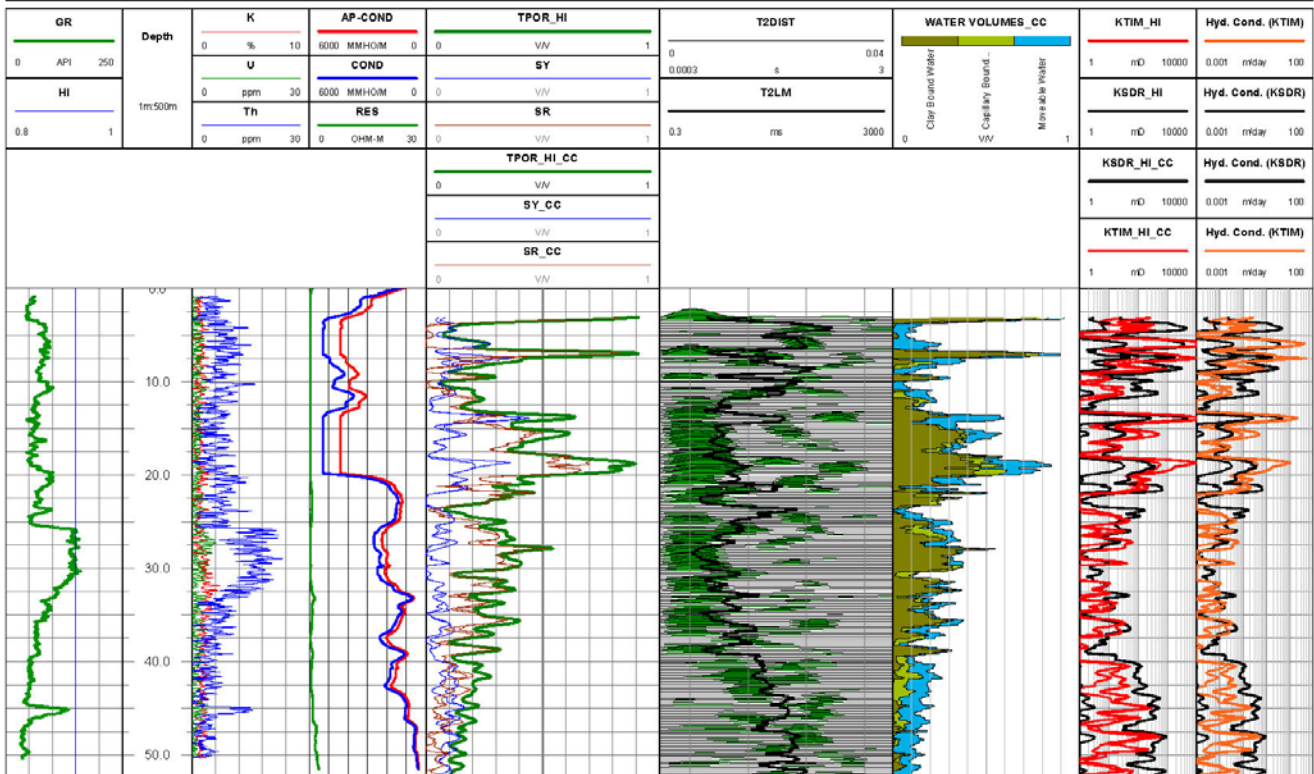 GR
0 API 250
HI
0.8 1
Depth
1m:500m
K
0 % 10
U
0 ppm 30
Th
0 ppm 30
AP-COND
6000 MMHO/M 0
COND
6000 MMHO/M 0
RES
0 OHM-M 30
TPOR_HI
0 V/V 1
SY
0 V/V 1
SR
0 V/V 1
TPOR_HI_CC
0 V/V 1
SY_CC
0 V/V 1
SR_CC
0 V/V 1
T2DIST
0 0.04
0.0003 s 3
T2LM
0.3 ms 3000
WATER VOLUMES_CC
Clay Bound Water
Capillary Bound...
Moveable Water
0 V/V 1
KTIM_HI
1 mD 10000
KSDR_HI
1 mD 10000
KSDR_HI_CC
1 mD 10000
KTIM_HI_CC
1 mD 10000
Hyd. Cond. (KTIM)
0.001 m/day 100
Hyd. Cond. (KSDR)
0.001 m/day 100
Hyd. Cond. (KSDR)
0.001 m/day 100
Hyd. Cond. (KTIM)
0.001 m/day 100
0.0
10.0
20.0
30.0
40.0
50.0